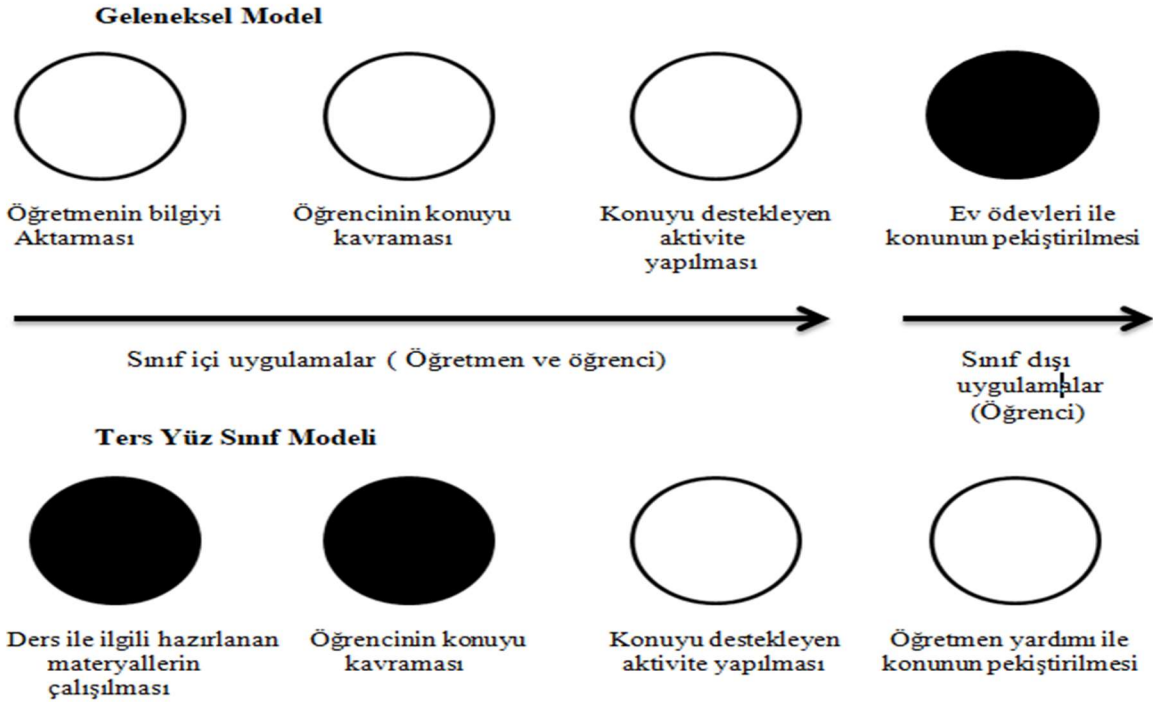 Geleneksel Model
Öğretmenin bilgiyi
Aktarması
Öğrencinin konuyu
kavraması
Konuyu destekleyen
aktivite
yapılması
Ev ödevleri ile
konunun pekiştirilmesi
Sınıf içi uygulamalar ( Öğretmen ve öğrenci)
Sınıf dışı
uygulamalar
(Öğrenci)
Ters Yüz Sınıf Modeli
Ders ile ilgili hazırlanan
materyallerin
çalışılması
Öğrencinin konuyu
kavraması
Konuyu destekleyen
aktivite yapılması
Öğretmen yardımı ile
konunun pekiştirilmesi